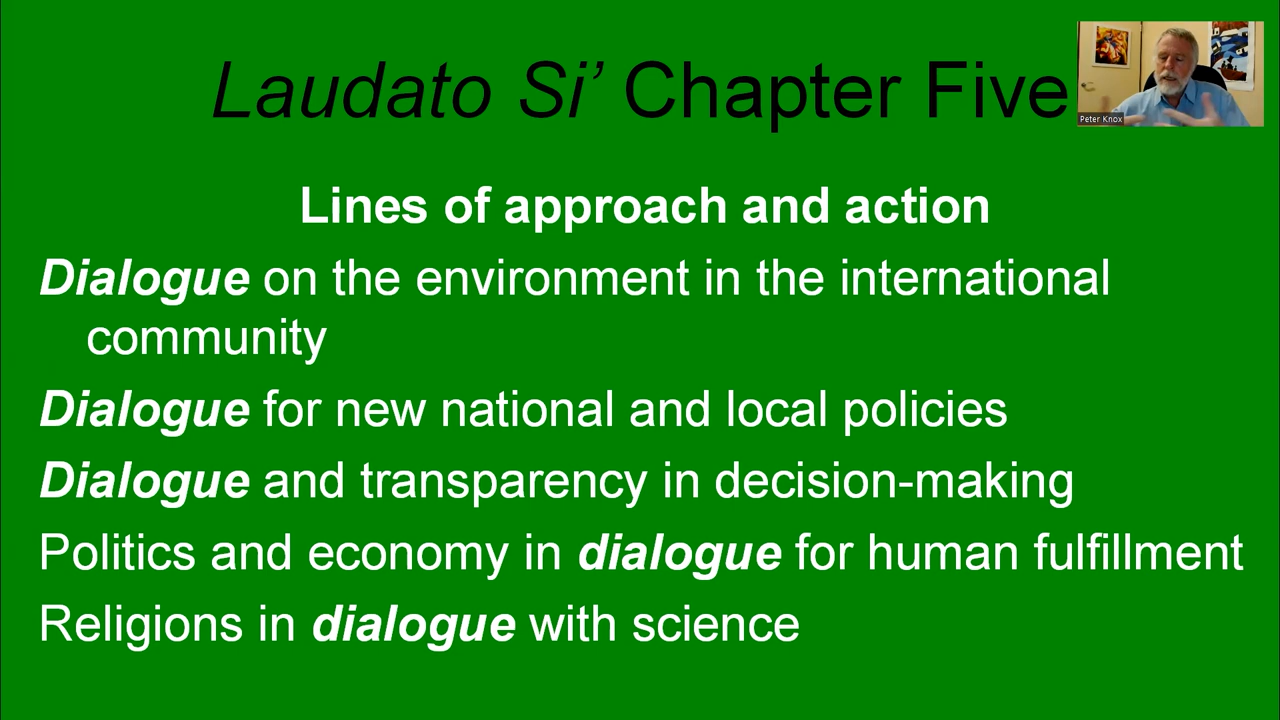 Laudato Si’ Chapter Five
Peter Knox
Lines of approach and action
Dialogue on the environment in the international
community
Dialogue for new national and local policies
Dialogue and transparency in decision-making
Politics and economy in dialogue for human fulfillment
Religions in dialogue with science